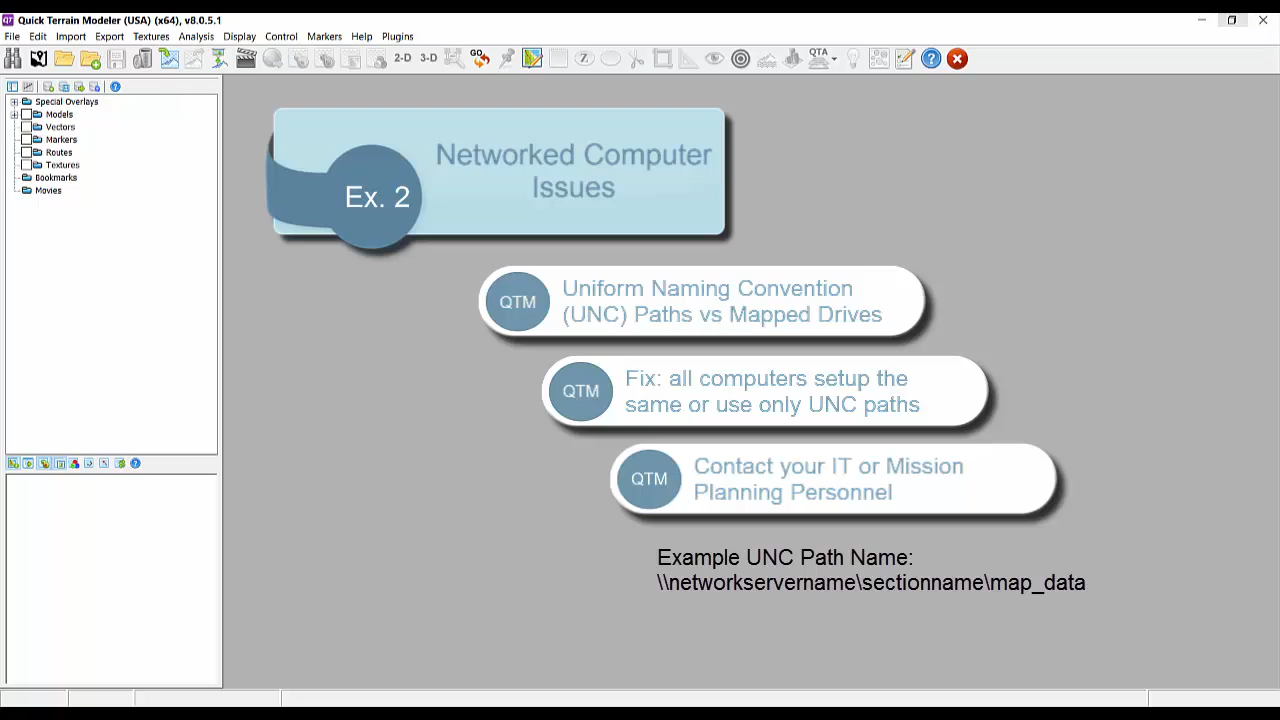 QT Quick Terrain Modeler (USA) (x64), v8.0.5.1
File Edit Import Export Textures Analysis Display Control Markers Help Plugins
2-D 3-D GO Z QTA
Special Overlays
Models
Vectors
Markers
Routes
Textures
Bookmarks
Movies
Networked Computer
Issues
Ex. 2
QTM
Uniform Naming Convention
(UNC) Paths vs Mapped Drives
QTM
Fix: all computers setup the
same or use only UNC paths
QTM
Contact your IT or Mission
Planning Personnel
Example UNC Path Name:
\\networkservername\sectionname\map_data